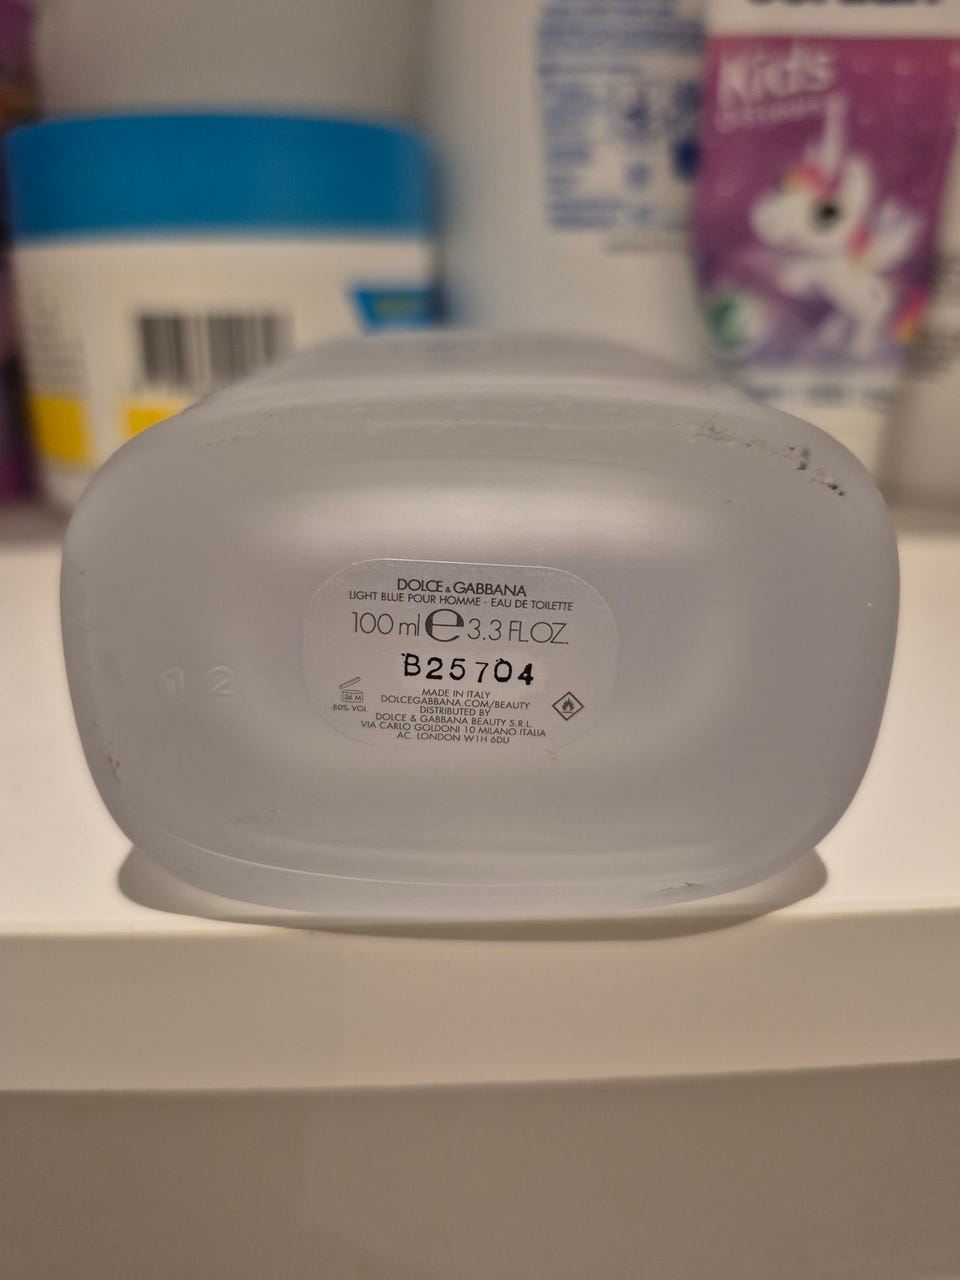 Kids
DOLCE & GABBANA
LIGHT BLUE POUR HOMME - EAU DE TOILETTE
100 ml e 3.3 FL.OZ.
B25704
12
36 M
80% VOL.
MADE IN ITALY
DOLCEGABBANA.COM/BEAUTY
DISTRIBUTED BY
DOLCE & GABBANA BEAUTY S.R.L.
VIA CARLO GOLDONI 10 MILANO ITALIA
AC. LONDON W1H 6DU